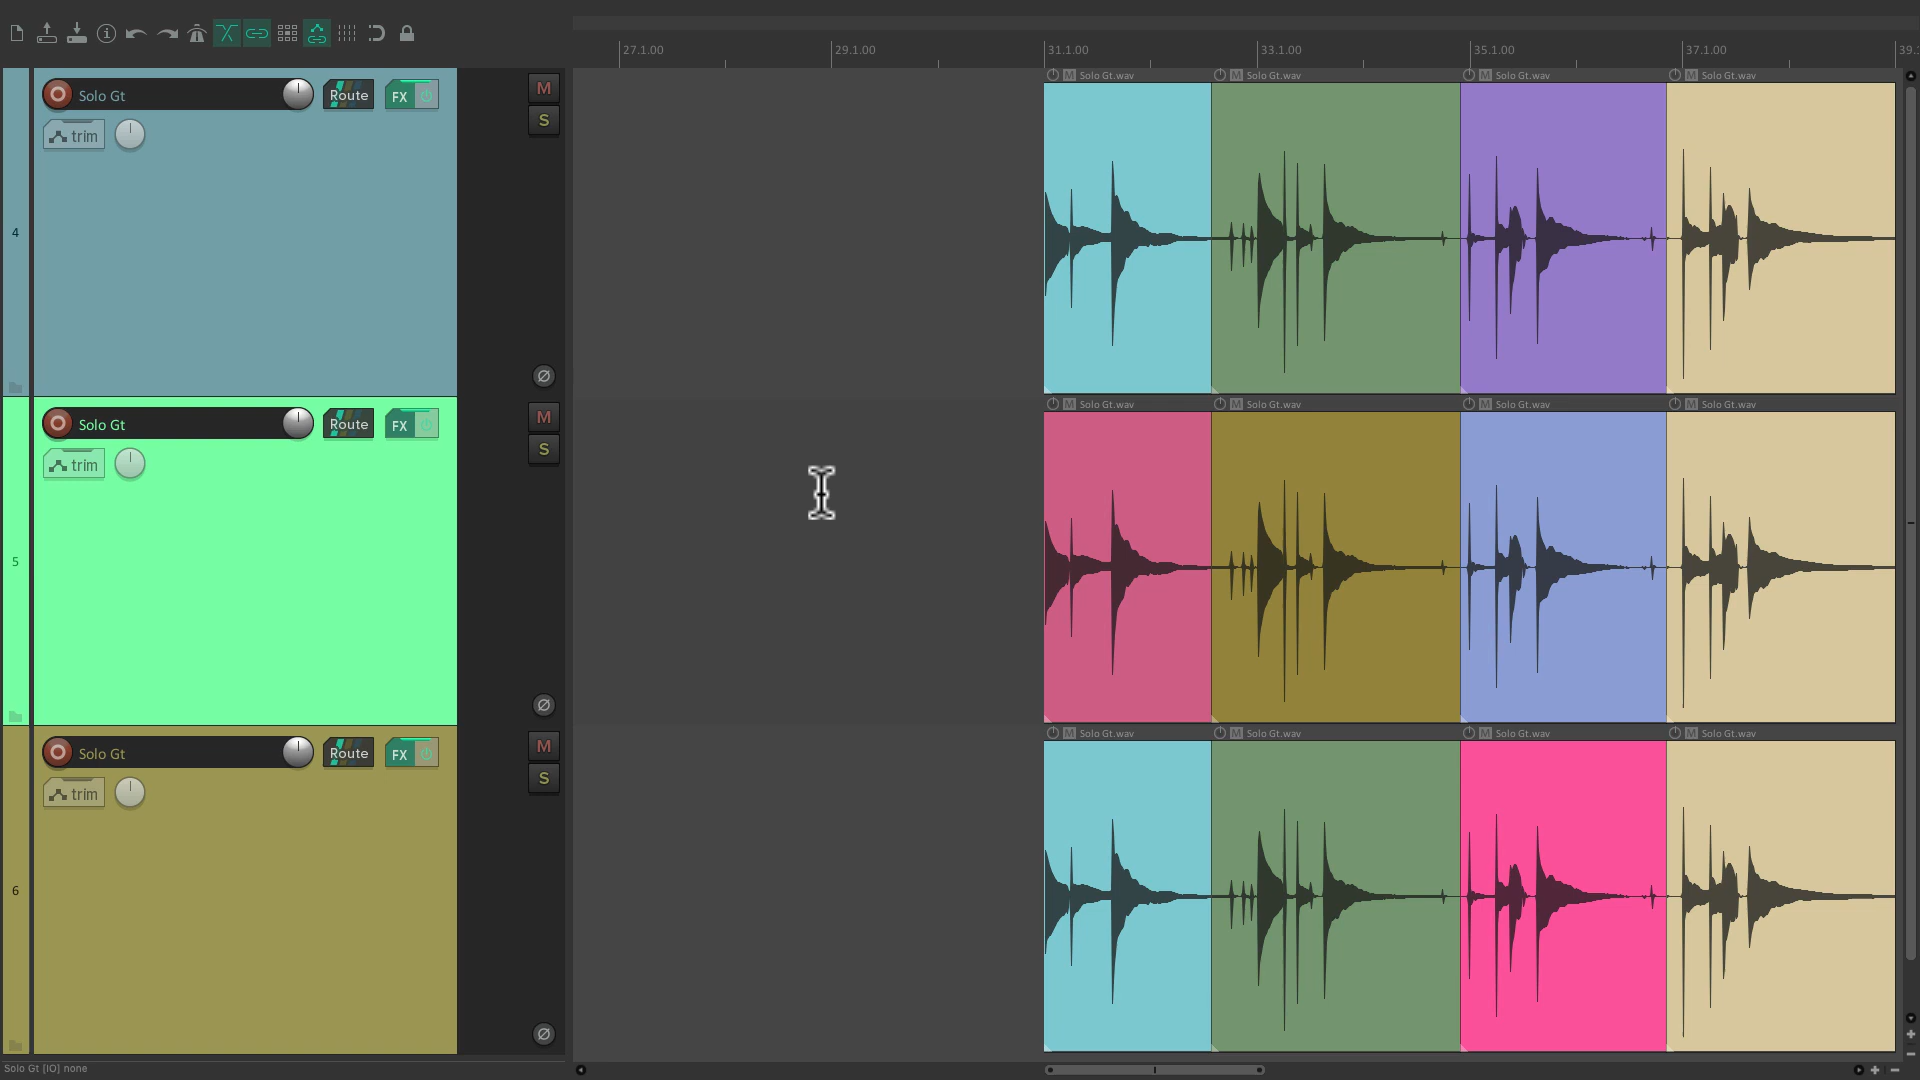 27.1.00 29.1.00 31.1.00 33.1.00 35.1.00 37.1.00 39.
M Solo Gt.wav M Solo Gt.wav M Solo Gt.wav M Solo Gt.wav
Solo Gt Route FX M
trim S
4
M Solo Gt.wav M Solo Gt.wav M Solo Gt.wav M Solo Gt.wav
Solo Gt Route FX M
trim S
5
M Solo Gt.wav M Solo Gt.wav M Solo Gt.wav M Solo Gt.wav
Solo Gt Route FX M
trim S
6
Solo Gt [IO] none